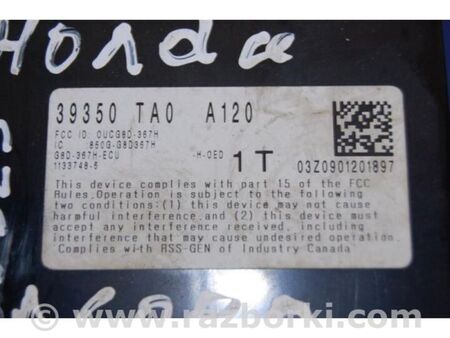 Honda
39350 TA0 A120
FCC ID: OUCG8D-367H
IC : 850G-G8D367H
G8D-367H-ECU -H-OED 1T 03Z0901201897
1133748-5
This device complies with part 15 of the FCC
Rules.Operation is subject to the following
two conditions:(1) this device may not cause
harmful interference,and (2) this device must
accept any interference received, including
interference that may cause undesired operation.
Complies with RSS-GEN of Industry Canada
www.razborki.com